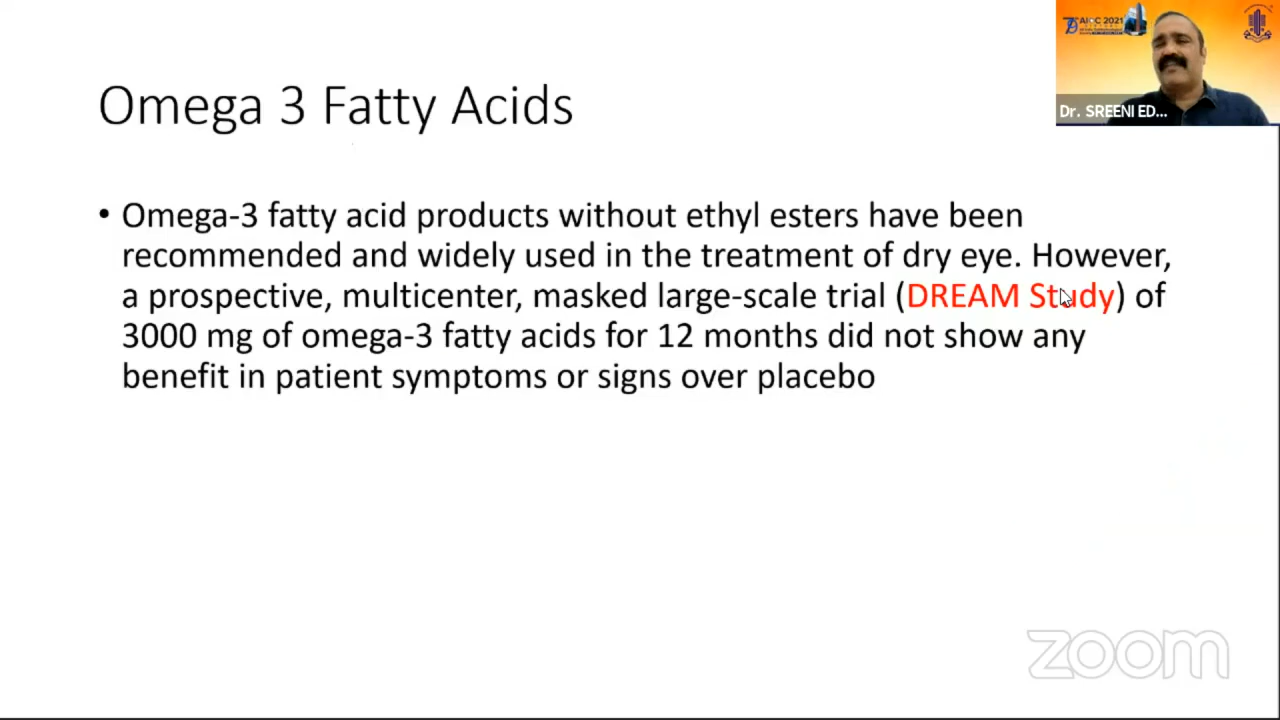 AIOC 2021
Dr. SREENI ED...
Omega 3 Fatty Acids
• Omega-3 fatty acid products without ethyl esters have been
recommended and widely used in the treatment of dry eye. However,
a prospective, multicenter, masked large-scale trial (DREAM Study) of
3000 mg of omega-3 fatty acids for 12 months did not show any
benefit in patient symptoms or signs over placebo
zoom